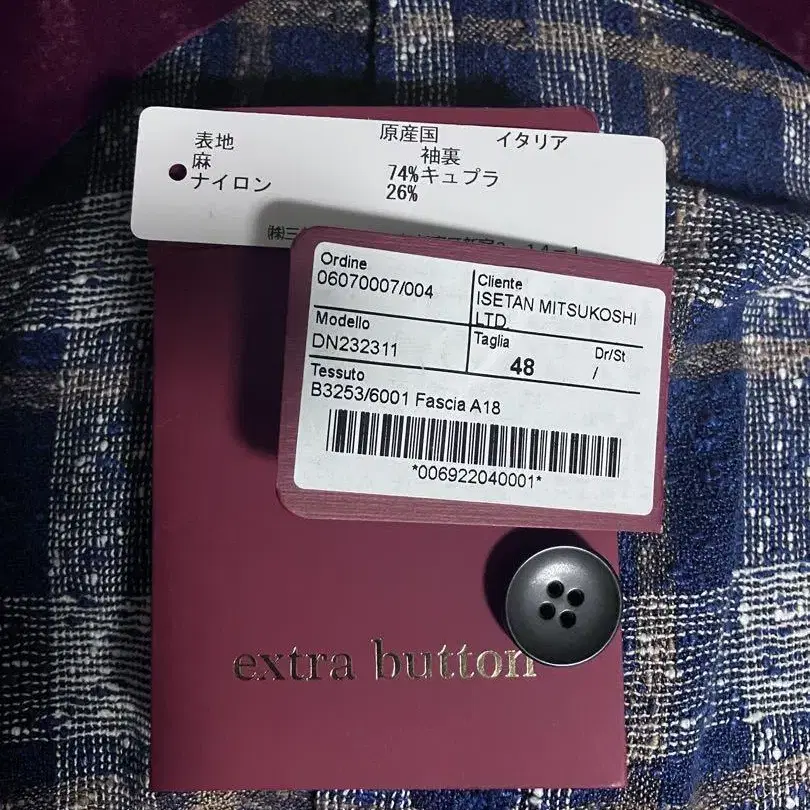 原産国 イタリア
表地 袖裏
麻 74%キュプラ
ナイロン 26%
㈱三
Ordine
06070007/004
Cliente
ISETAN MITSUKOSHI
LTD.
Modello
DN232311
Taglia
48
Dr/St
/
Tessuto
B3253/6001 Fascia A18
*006922040001*
extra button